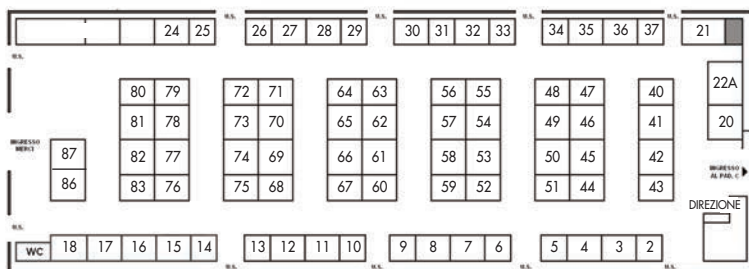 24 25 26 27 28 29 30 31 32 33 34 35 36 37 21
U.S. U.S. U.S. U.S.
U.S.
22A
80 79 72 71 64 63 56 55 48 47 40
81 78 73 70 65 62 57 54 49 46 41 20
INGRESSO
MERCI
87 82 77 74 69 66 61 58 53 50 45 42
INGRESSO
AL PAD. C
86 83 76 75 68 67 60 59 52 51 44 43
DIREZIONE
U.S.
WC 18 17 16 15 14 13 12 11 10 9 8 7 6 5 4 3 2
U.S. U.S. U.S. U.S.